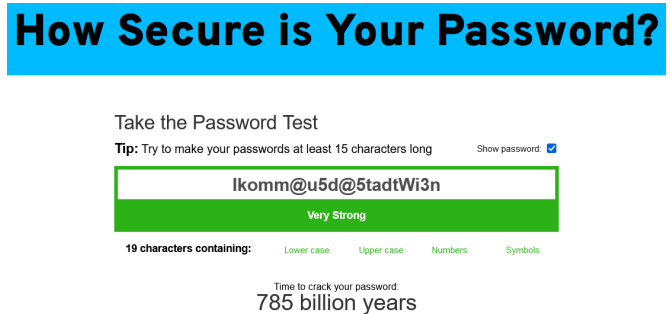 How Secure is Your Password?
Take the Password Test
Tip: Try to make your passwords at least 15 characters long
Show password:
Ikomm@u5d@5tadtWi3n
Very Strong
19 characters containing:
Lower case
Upper case
Numbers
Symbols
Time to crack your password:
785 billion years